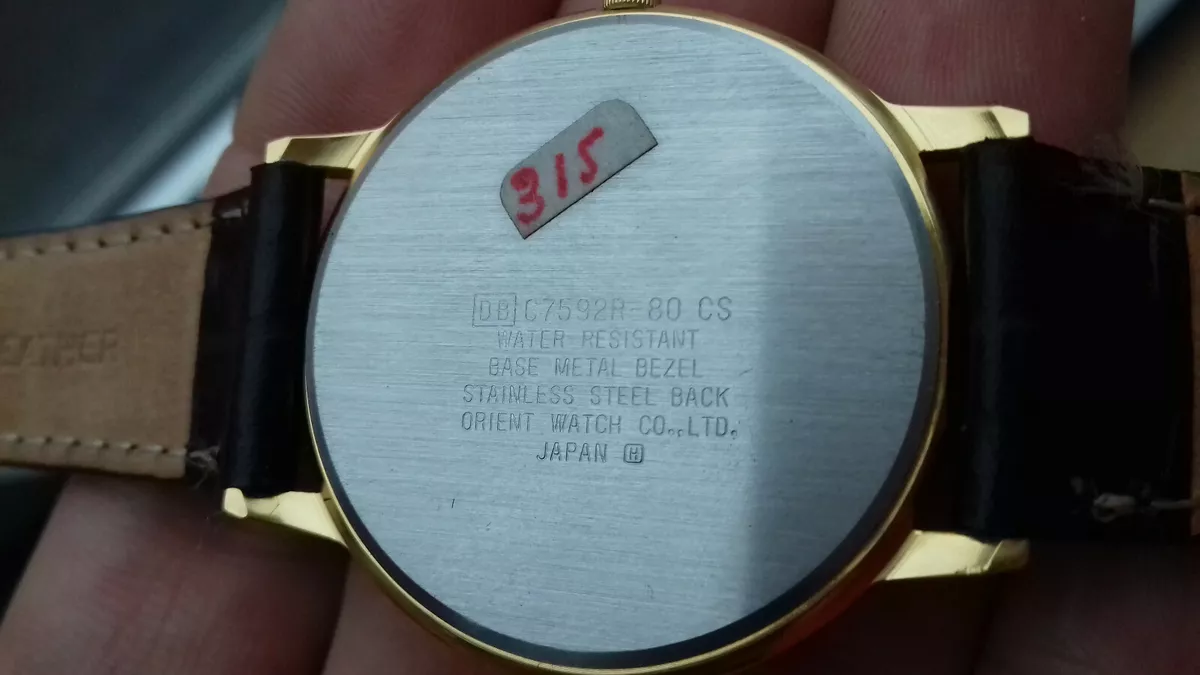 315
DB C7592R-80 CS
WATER RESISTANT
BASE METAL BEZEL
STAINLESS STEEL BACK
ORIENT WATCH CO.,LTD.
JAPAN H